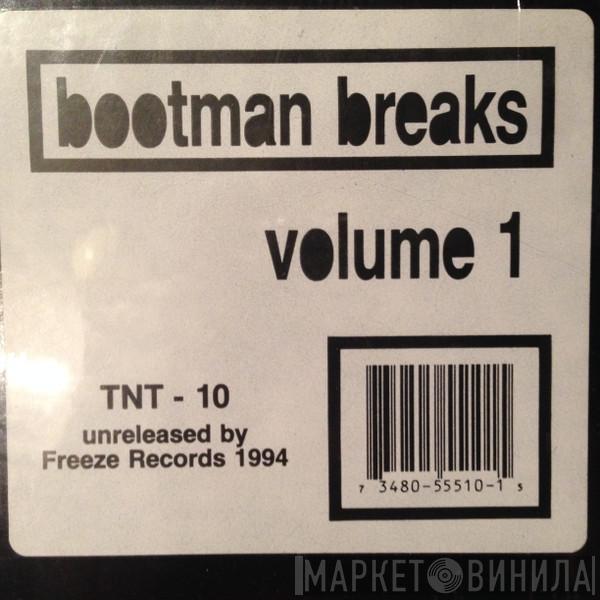 bootman breaks
volume 1
TNT - 10
unreleased by
Freeze Records 1994
7 3480-55510-1 5
МАРКЕТ ВИНИЛА